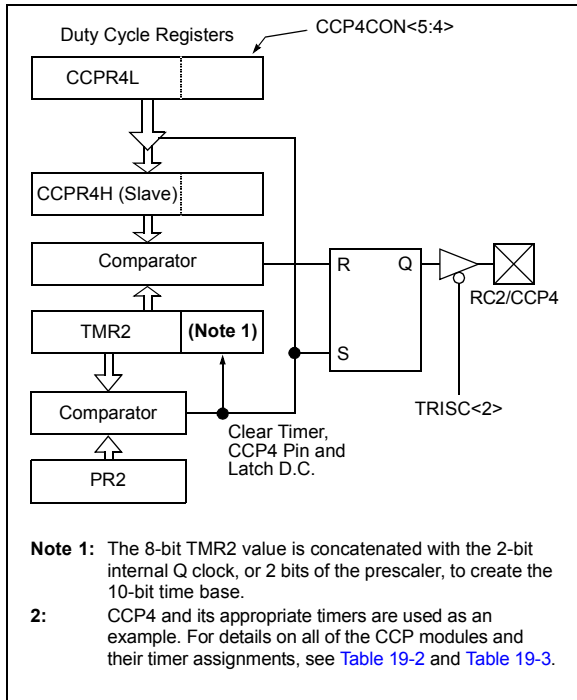 Duty Cycle Registers
CCP4CON<5:4>
CCPR4L
CCPR4H (Slave)
Comparator
R
Q
RC2/CCP4
TMR2
(Note 1)
S
TRISC<2>
Comparator
Clear Timer,
CCP4 Pin and
Latch D.C.
PR2
Note 1: The 8-bit TMR2 value is concatenated with the 2-bit
internal Q clock, or 2 bits of the prescaler, to create the
10-bit time base.
2: CCP4 and its appropriate timers are used as an
example. For details on all of the CCP modules and
their timer assignments, see Table 19-2 and Table 19-3.